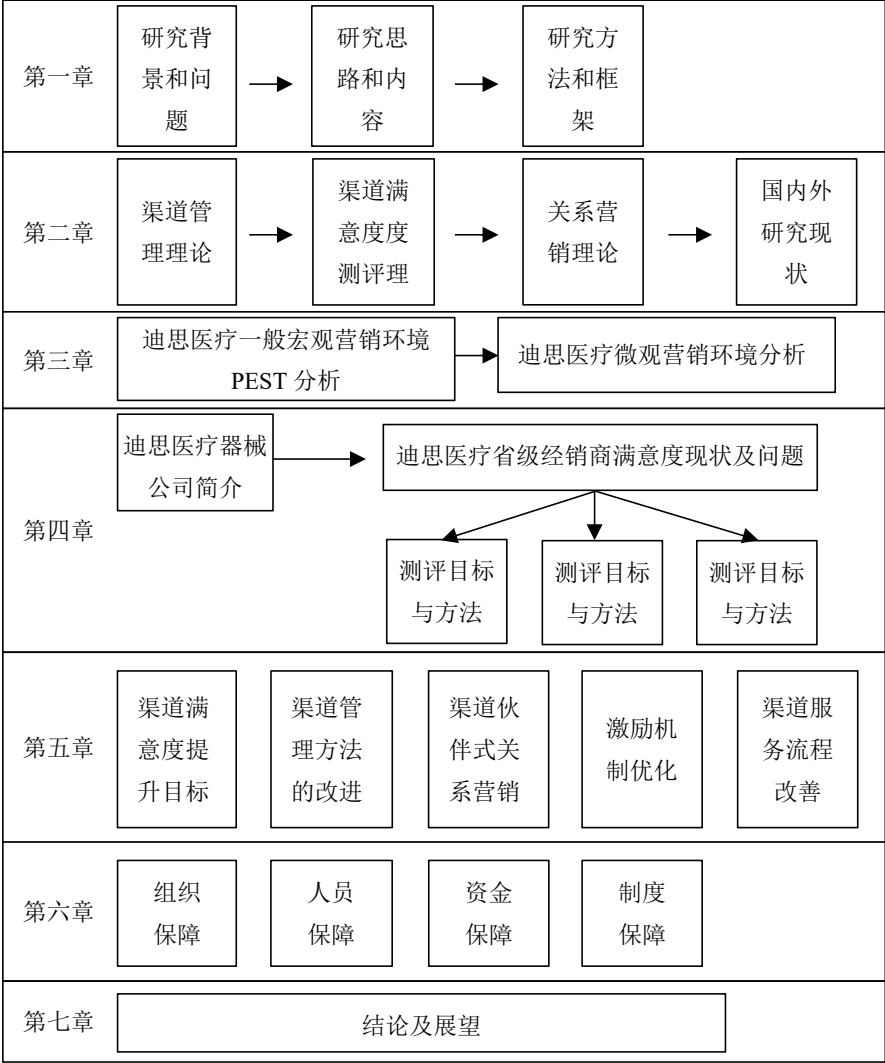 第一章
研究背
景和问
题
研究思
路和内
容
研究方
法和框
架
第二章
渠道管
理理论
渠道满
意度度
测评理
关系营
销理论
国内外
研究现
状
第三章
迪思医疗一般宏观营销环境
PEST 分析
迪思医疗微观营销环境分析
第四章
迪思医疗器械
公司简介
迪思医疗省级经销商满意度现状及问题
测评目标
与方法
测评目标
与方法
测评目标
与方法
第五章
渠道满
意度提
升目标
渠道管
理方法
的改进
渠道伙
伴式关
系营销
激励机
制优化
渠道服
务流程
改善
第六章
组织
保障
人员
保障
资金
保障
制度
保障
第七章
结论及展望